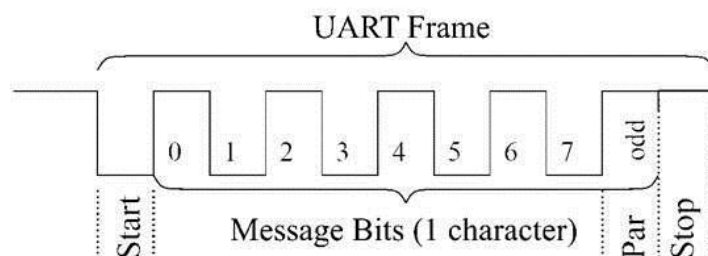 UART Frame
0 1 2 3 4 5 6 7 odd
Start Message Bits (1 character) Par Stop